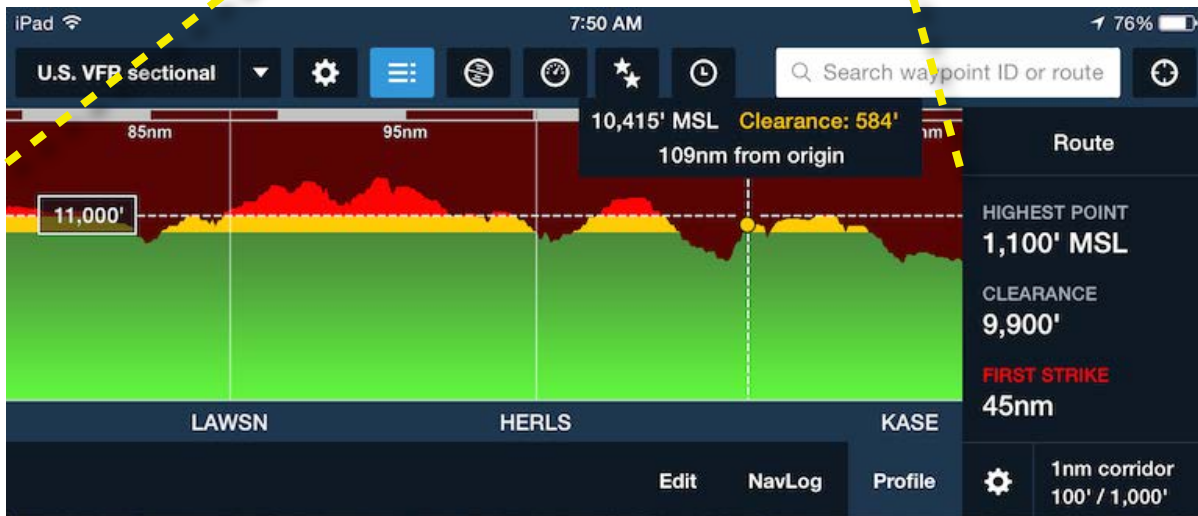 iPad 7:50 AM 76%
U.S. VFR sectional Search waypoint ID or route
10,415' MSL Clearance: 584'
109nm from origin
85nm 95nm nm
11,000'
Route
HIGHEST POINT
1,100' MSL
CLEARANCE
9,900'
FIRST STRIKE
45nm
LAWSN HERLS KASE
Edit NavLog Profile
1nm corridor
100' / 1,000'